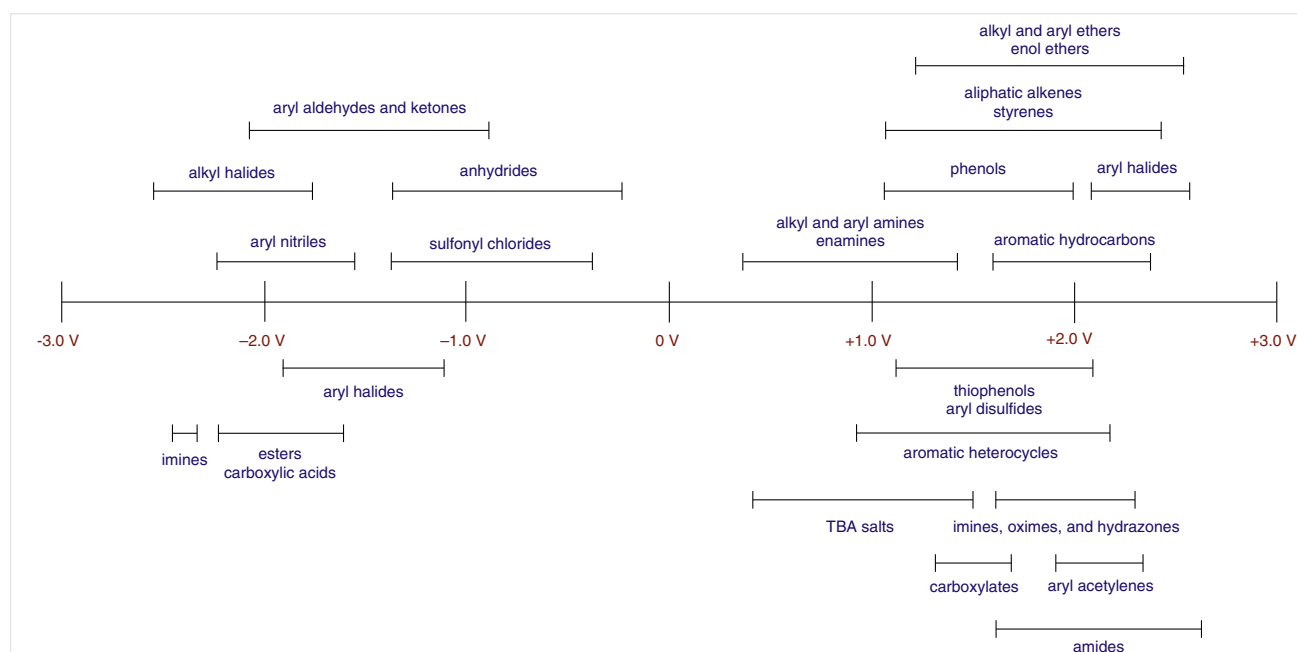 alkyl and aryl ethers
enol ethers
aryl aldehydes and ketones
aliphatic alkenes
styrenes
alkyl halides
anhydrides
phenols
aryl halides
aryl nitriles
sulfonyl chlorides
alkyl and aryl amines
enamines
aromatic hydrocarbons
-3.0 V
–2.0 V
–1.0 V
0 V
+1.0 V
+2.0 V
+3.0 V
aryl halides
thiophenols
aryl disulfides
imines
esters
carboxylic acids
aromatic heterocycles
TBA salts
imines, oximes, and hydrazones
carboxylates
aryl acetylenes
amides